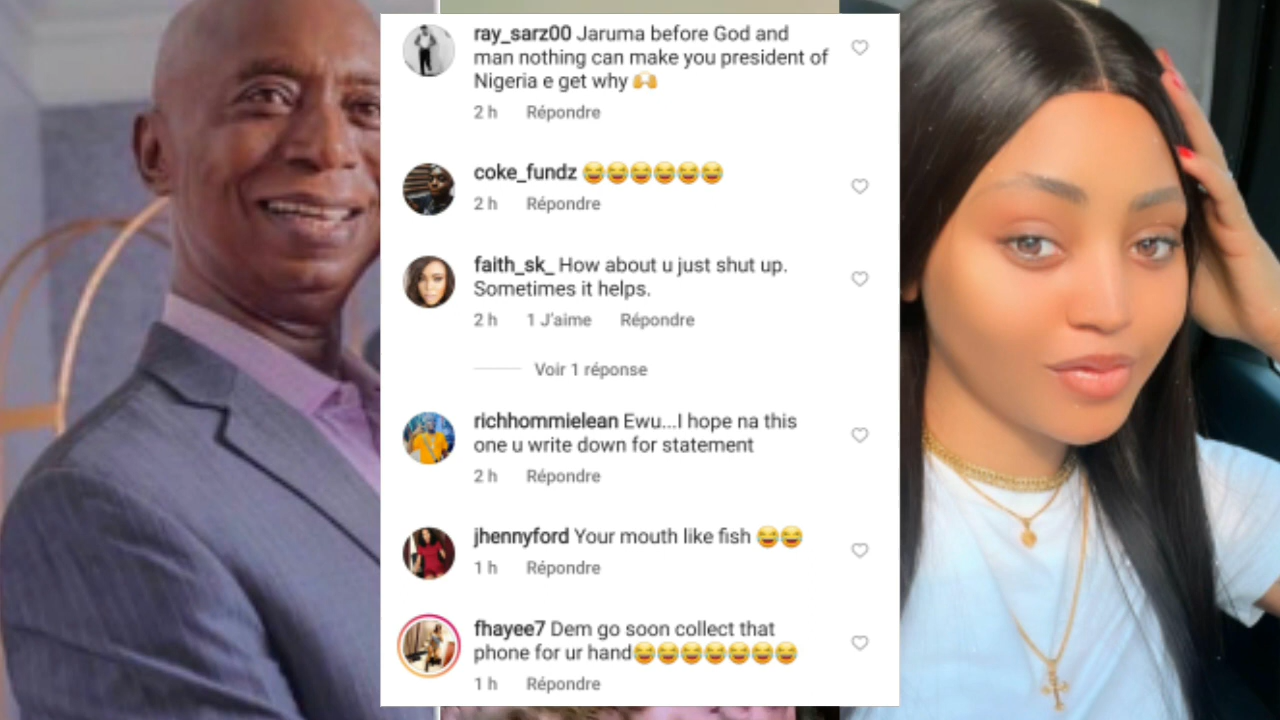 ray_sarz00 Jaruma before God and
man nothing can make you president of
Nigeria e get why 🙌
2 h Répondre
coke_fundz 😂😂😂😂😂😂
2 h Répondre
faith_sk_ How about u just shut up.
Sometimes it helps.
2 h 1 J'aime Répondre
Voir 1 réponse
richhommielean Ewu...I hope na this
one u write down for statement
2 h Répondre
jhennyford Your mouth like fish 😂😂
1 h Répondre
fhayee7 Dem go soon collect that
phone for ur hand😂😂😂😂😂😂😂
1 h Répondre